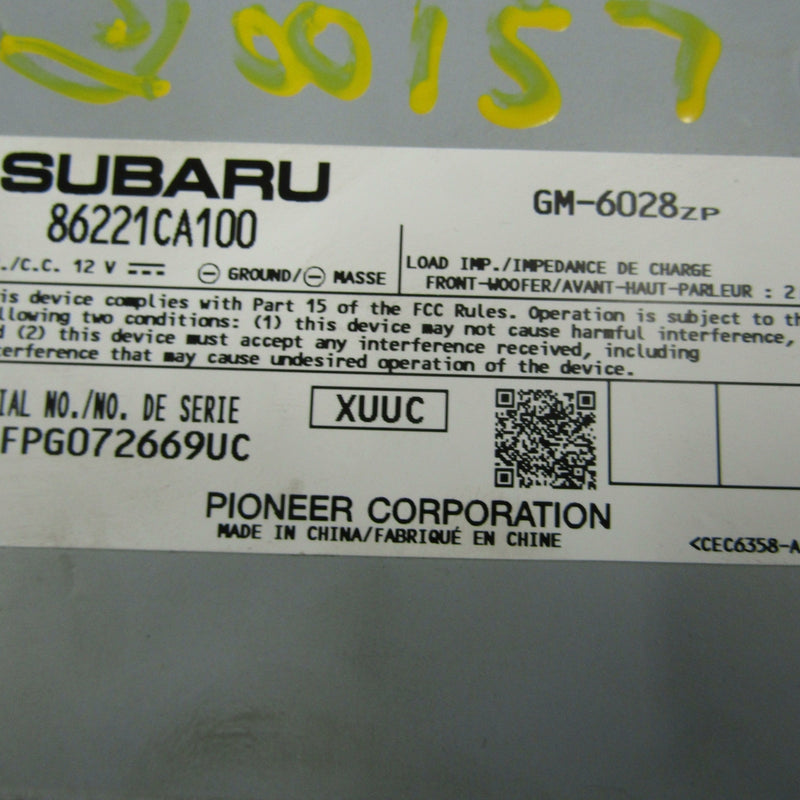 00157
SUBARU
86221CA100
GM-6028ZP
./C.C. 12 V ⎓ ⊖ GROUND/⊖ MASSE
LOAD IMP./IMPEDANCE DE CHARGE
FRONT-WOOFER/AVANT-HAUT-PARLEUR : 2
is device complies with Part 15 of the FCC Rules. Operation is subject to th
llowing two conditions: (1) this device may not cause harmful interference,
d (2) this device must accept any interference received, including
terference that may cause undesired operation of the device.
IAL NO./NO. DE SERIE
FPG072669UC
XUUC
PIONEER CORPORATION
MADE IN CHINA/FABRIQUÉ EN CHINE
<CEC6358-A